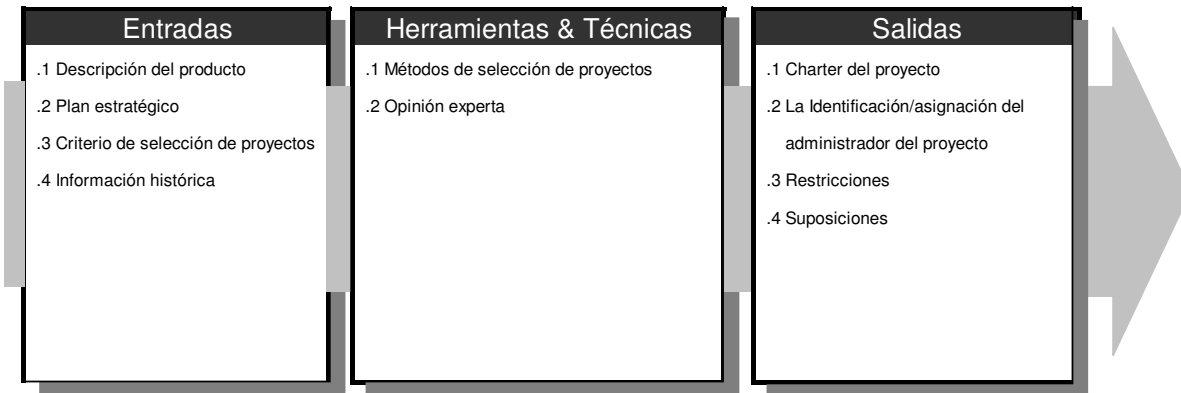 Entradas
.1 Descripción del producto
.2 Plan estratégico
.3 Criterio de selección de proyectos
.4 Información histórica
Herramientas & Técnicas
.1 Métodos de selección de proyectos
.2 Opinión experta
Salidas
.1 Charter del proyecto
.2 La Identificación/asignación del
administrador del proyecto
.3 Restricciones
.4 Suposiciones